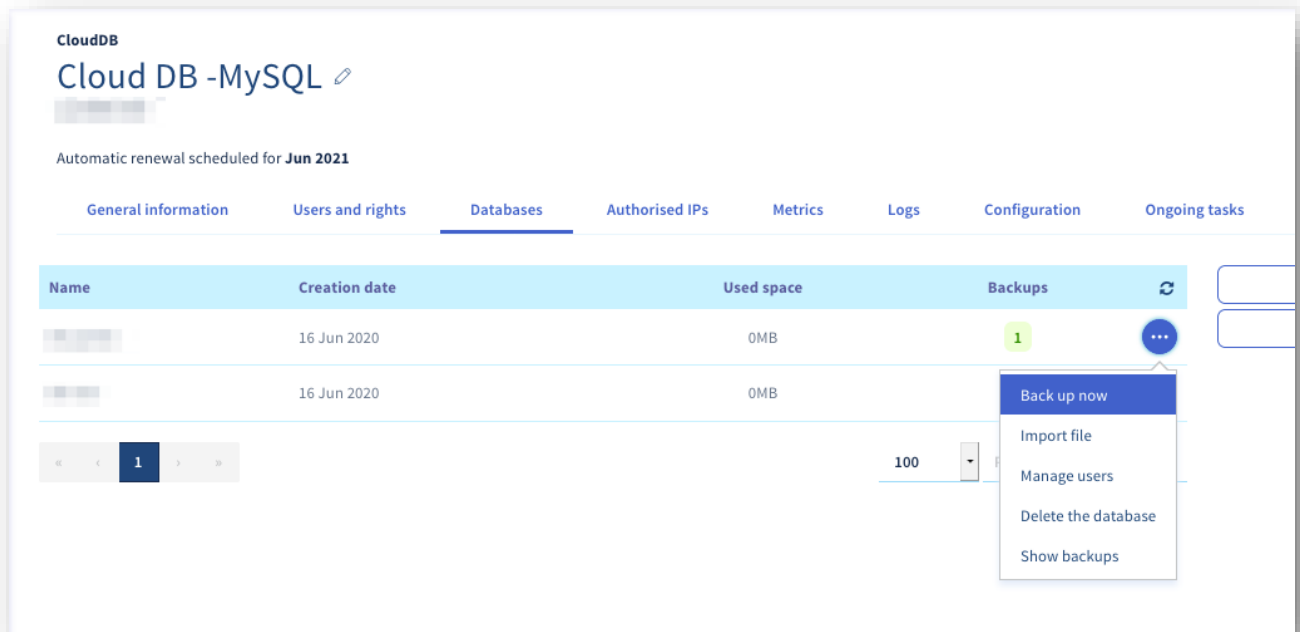 CloudDB
Cloud DB -MySQL
Automatic renewal scheduled for Jun 2021
General information Users and rights Databases Authorised IPs Metrics Logs Configuration Ongoing tasks
Name Creation date Used space Backups
16 Jun 2020 0MB 1
16 Jun 2020 0MB
Back up now
Import file
Manage users
Delete the database
Show backups
« ‹ 1 › »
100